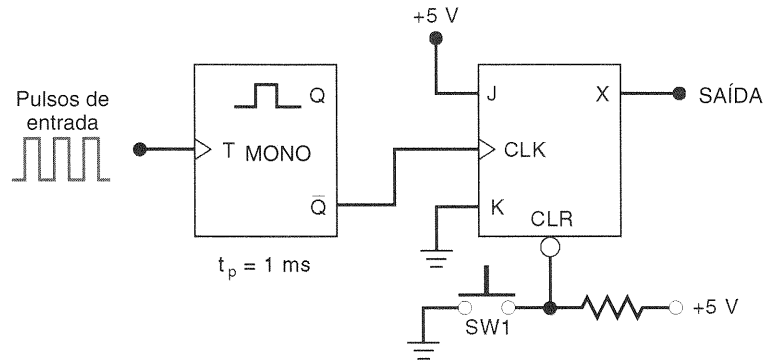 +5 V
Pulsos de
entrada
Q
T MONO
Q̅
t_p = 1 ms
J
X
SAÍDA
CLK
K
CLR
SW1
+5 V